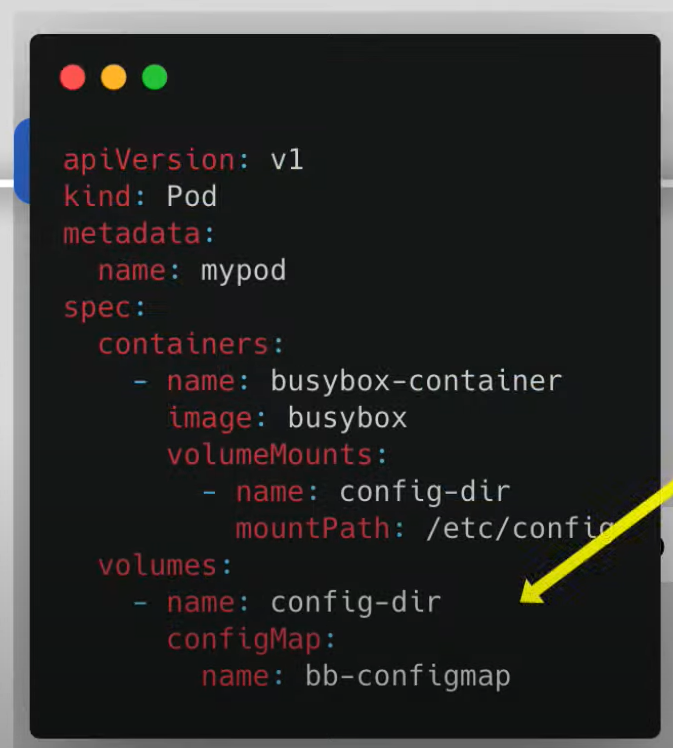 apiVersion: v1
kind: Pod
metadata:
  name: mypod
spec:
  containers:
    - name: busybox-container
      image: busybox
      volumeMounts:
        - name: config-dir
          mountPath: /etc/config
  volumes:
    - name: config-dir
      configMap:
        name: bb-configmap